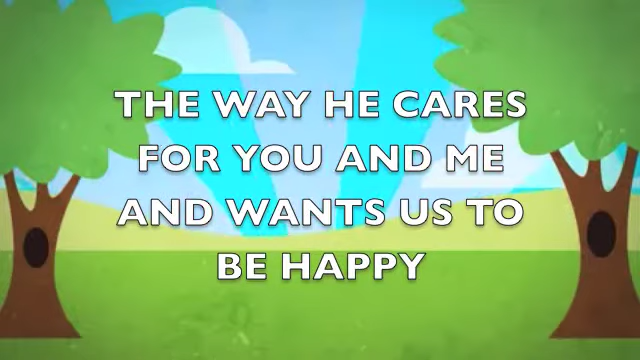 THE WAY HE CARES
FOR YOU AND ME
AND WANTS US TO
BE HAPPY